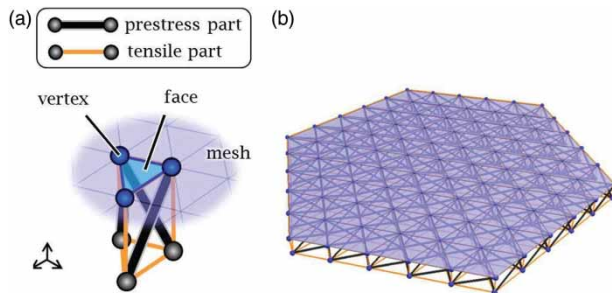 (a)
prestress part
tensile part
vertex
face
mesh
(b)